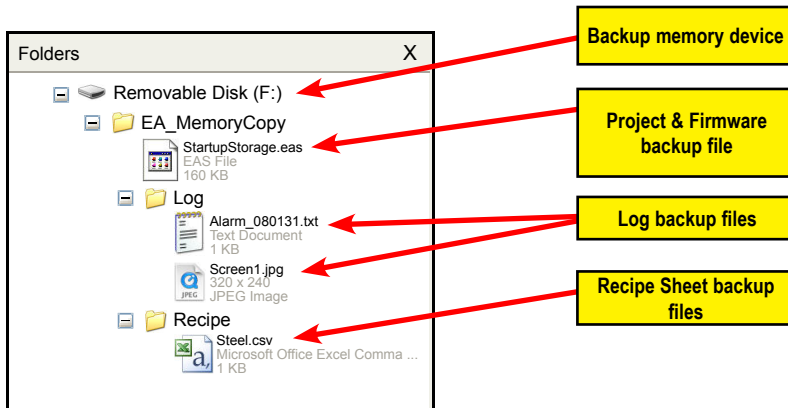 Folders X
Removable Disk (F:)
EA_MemoryCopy
StartupStorage.eas
EAS File
160 KB
Log
Alarm_080131.txt
Text Document
1 KB
Screen1.jpg
320 x 240
JPEG Image
JPEG
Recipe
Steel.csv
Microsoft Office Excel Comma ...
1 KB
a,
Backup memory device
Project & Firmware
backup file
Log backup files
Recipe Sheet backup
files